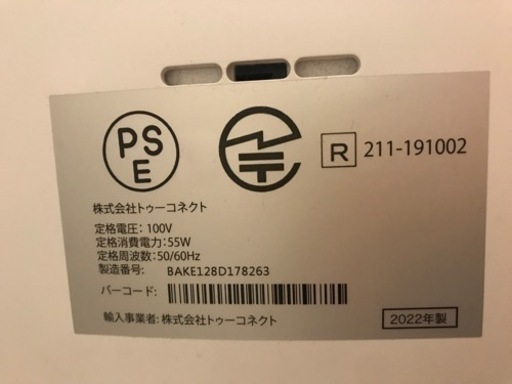 PS
E
R 211-191002
株式会社トゥーコネクト
定格電圧: 100V
定格消費電力: 55W
定格周波数: 50/60Hz
製造番号: BAKE128D178263
バーコード:
輸入事業者: 株式会社トゥーコネクト
2022年製